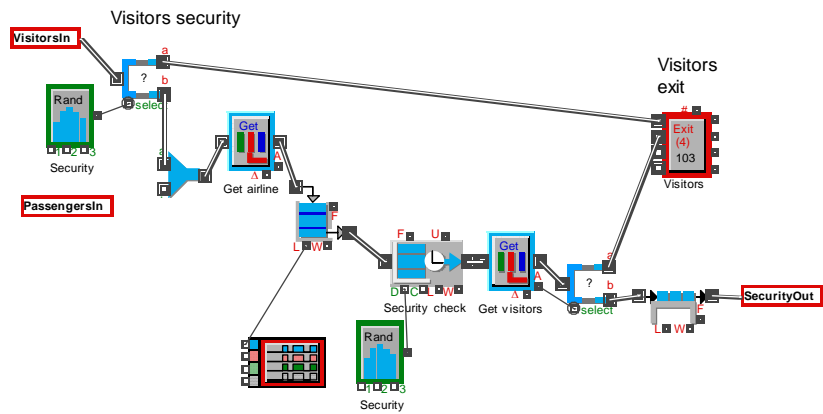 Visitors security
VisitorsIn
a
?
b
select
Rand
1 2 3
Security
Visitors
exit
#
Exit
(4)
103
Visitors
Get
A
Δ
Get airline
a
PassengersIn
F
L W
F U
D C L W
Security check
Get
A
Δ
Get visitors
a
?
b
select
SecurityOut
F
L W
Rand
1 2 3
Security